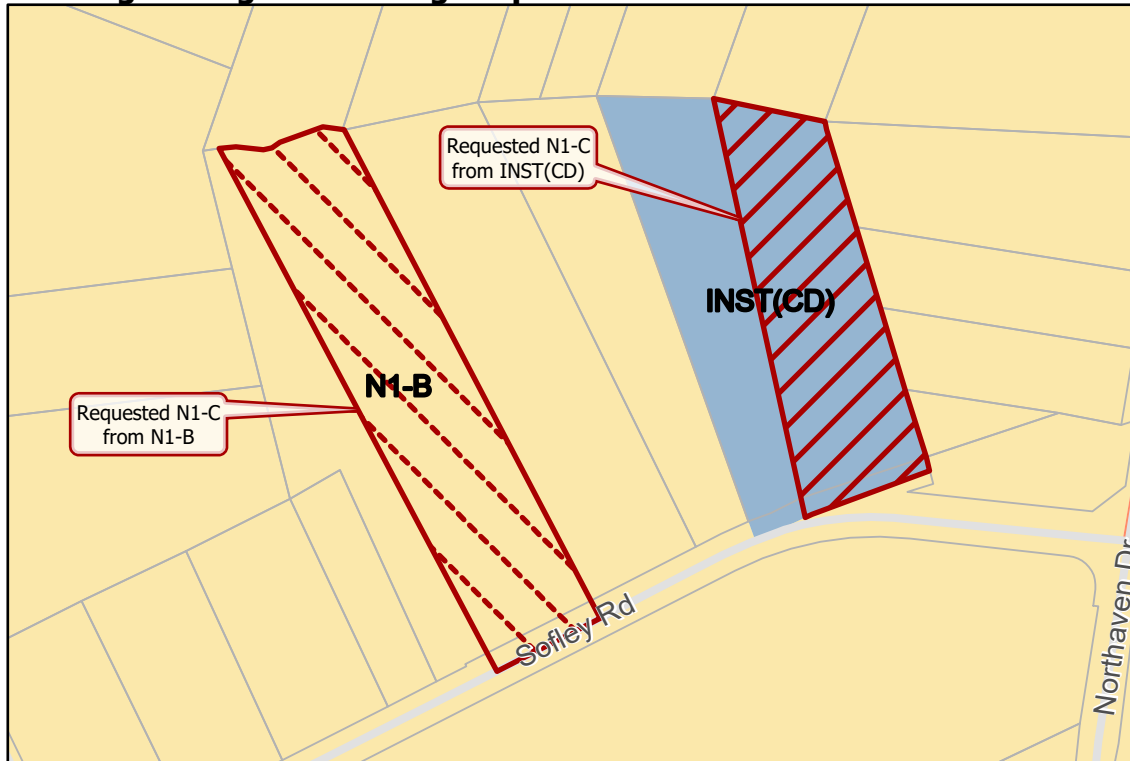 Requested N1-C
from INST(CD)
INST(CD)
N1-B
Requested N1-C
from N1-B
Sofley Rd
Northaven Dr